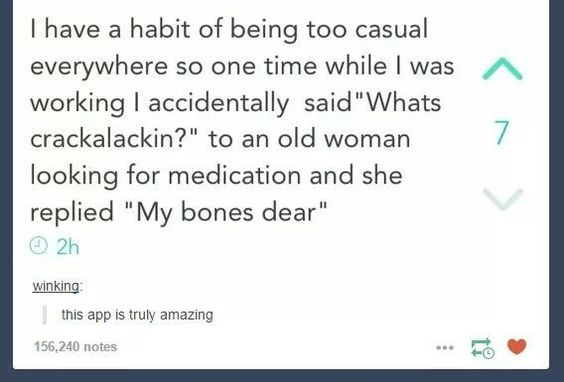 I have a habit of being too casual
everywhere so one time while I was
working I accidentally said"Whats
crackalackin?" to an old woman
looking for medication and she
replied "My bones dear"
7
2h
winking:
this app is truly amazing
156,240 notes